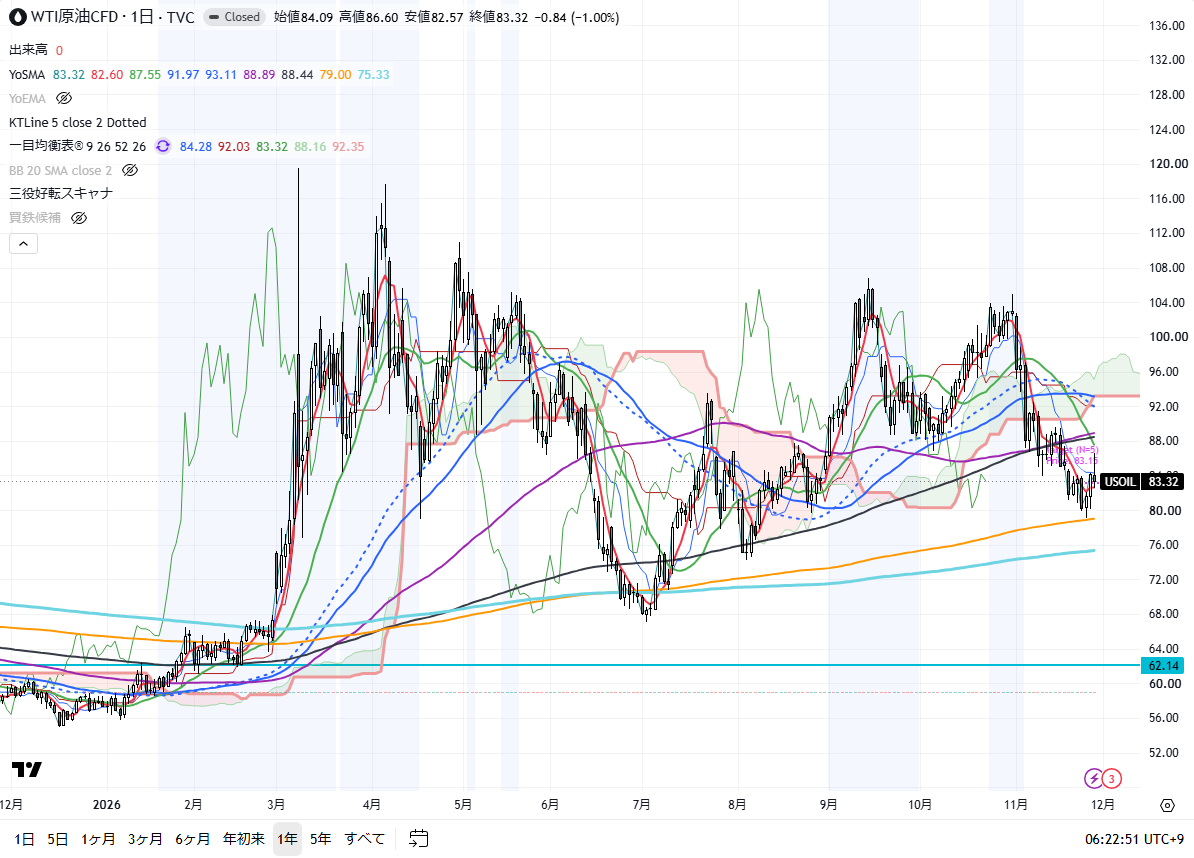 WTI原油CFD · 1日 · TVC Closed 始値84.09 高値86.60 安値82.57 終値83.32 −0.84 (−1.00%)
出来高 0
YoSMA 83.32 82.60 87.55 91.97 93.11 88.89 88.44 79.00 75.33
YoEMA
KTLine 5 close 2 Dotted
一目均衡表® 9 26 52 26 84.28 92.03 83.32 88.16 92.35
BB 20 SMA close 2
三役好転スキャナ
買鉄候補
136.00
132.00
128.00
124.00
120.00
116.00
112.00
108.00
104.00
100.00
96.00
92.00
88.00
(N=5)
83.15
USOIL 83.32
80.00
76.00
72.00
68.00
64.00
62.14
60.00
56.00
52.00
3
12月 2026 2月 3月 4月 5月 6月 7月 8月 9月 10月 11月 12月
1日 5日 1ヶ月 3ヶ月 6ヶ月 年初来 1年 5年 すべて
06:22:51 UTC+9